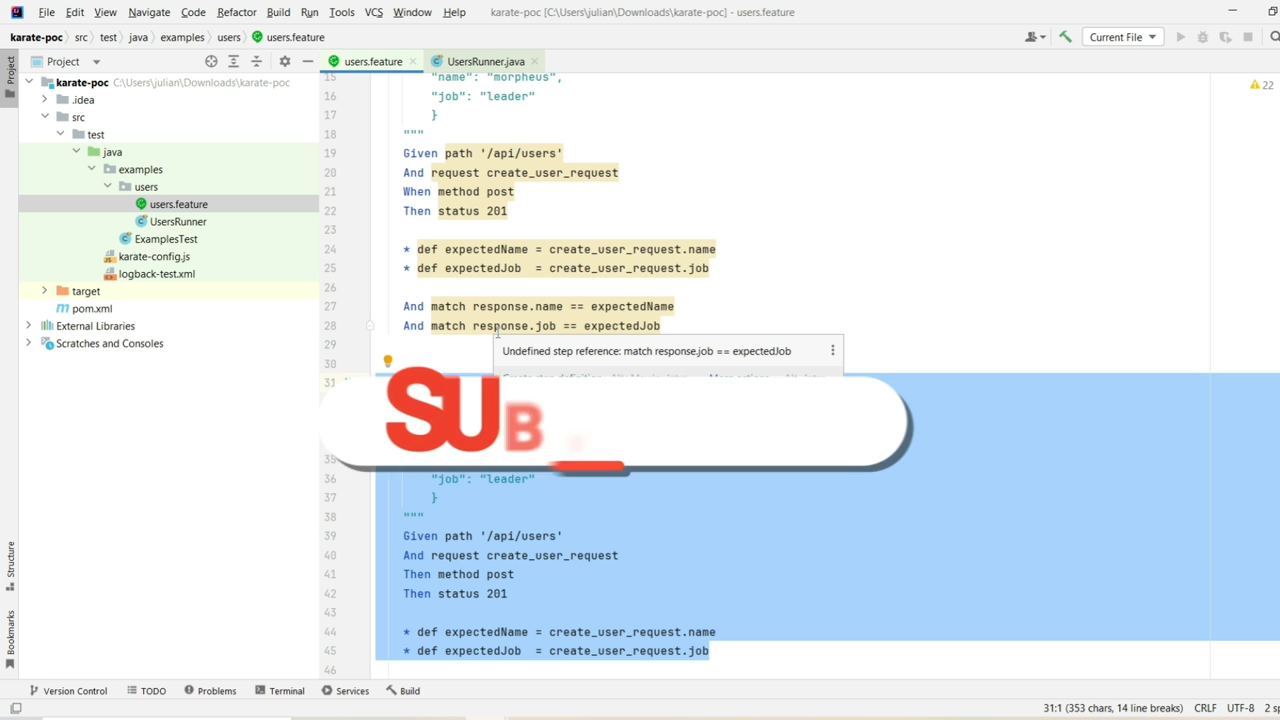 File Edit View Navigate Code Refactor Build Run Tools VCS Window Help karate-poc [C:\Users\julian\Downloads\karate-poc] - users.feature
karate-poc src test java examples users users.feature
Current File
Project
Project
users.feature
UsersRunner.java
karate-poc C:\Users\julian\Downloads\karate-poc
.idea
src
test
java
examples
users
users.feature
UsersRunner
ExamplesTest
karate-config.js
logback-test.xml
target
pom.xml
External Libraries
Scratches and Consoles
22
15 "name": "morpheus",
16 "job": "leader"
17 }
18 """
19 Given path '/api/users'
20 And request create_user_request
21 When method post
22 Then status 201
23
24 * def expectedName = create_user_request.name
25 * def expectedJob = create_user_request.job
26
27 And match response.name == expectedName
28 And match response.job == expectedJob
29
Undefined step reference: match response.job == expectedJob
30
31
SUB
35
36 "job": "leader"
37 }
38 """
39 Given path '/api/users'
40 And request create_user_request
41 Then method post
42 Then status 201
43
44 * def expectedName = create_user_request.name
45 * def expectedJob = create_user_request.job
46
Structure
Bookmarks
Version Control TODO Problems Terminal Services Build
31:1 (353 chars, 14 line breaks) CRLF UTF-8 2 sp